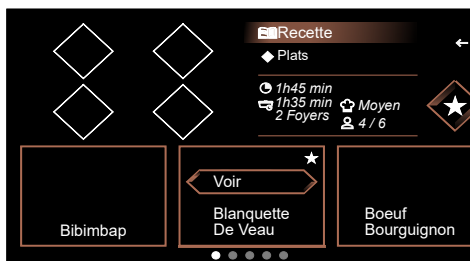 Recette
Plats
1h45 min
1h35 min
2 Foyers
Moyen
4 / 6
Voir
Bibimbap
Blanquette
De Veau
Boeuf
Bourguignon